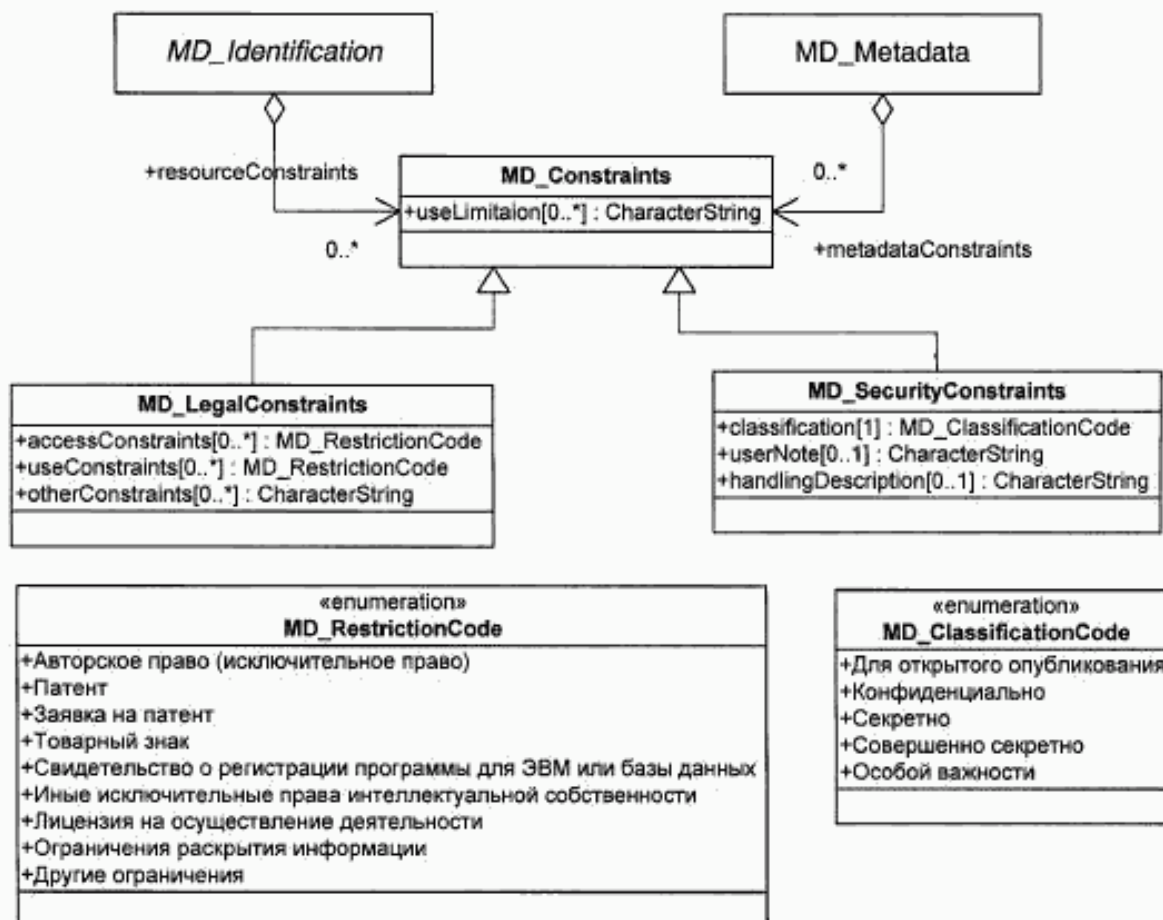 MD_Identification
MD_Metadata
+resourceConstraints
0..*
MD_Constraints
+useLimitaion[0..*] : CharacterString
0..*
+metadataConstraints
MD_LegalConstraints
+accessConstraints[0..*] : MD_RestrictionCode
+useConstraints[0..*] : MD_RestrictionCode
+otherConstraints[0..*] : CharacterString
MD_SecurityConstraints
+classification[1] : MD_ClassificationCode
+userNote[0..1] : CharacterString
+handlingDescription[0..1] : CharacterString
«enumeration»
MD_RestrictionCode
+Авторское право (исключительное право)
+Патент
+Заявка на патент
+Товарный знак
+Свидетельство о регистрации программы для ЭВМ или базы данных
+Иные исключительные права интеллектуальной собственности
+Лицензия на осуществление деятельности
+Ограничения раскрытия информации
+Другие ограничения
«enumeration»
MD_ClassificationCode
+Для открытого опубликования
+Конфиденциально
+Секретно
+Совершенно секретно
+Особой важности